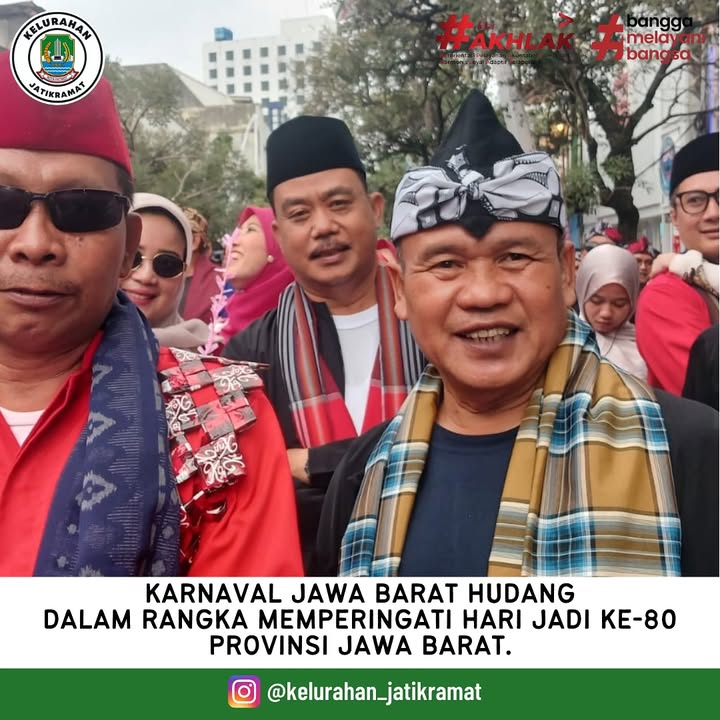 KELURAHAN
JATIKRAMAT
#AKHLAK
#bangga
melayani
bangsa
KARNAVAL JAWA BARAT HUDANG
DALAM RANGKA MEMPERINGATI HARI JADI KE-80
PROVINSI JAWA BARAT.
@kelurahan_jatikramat